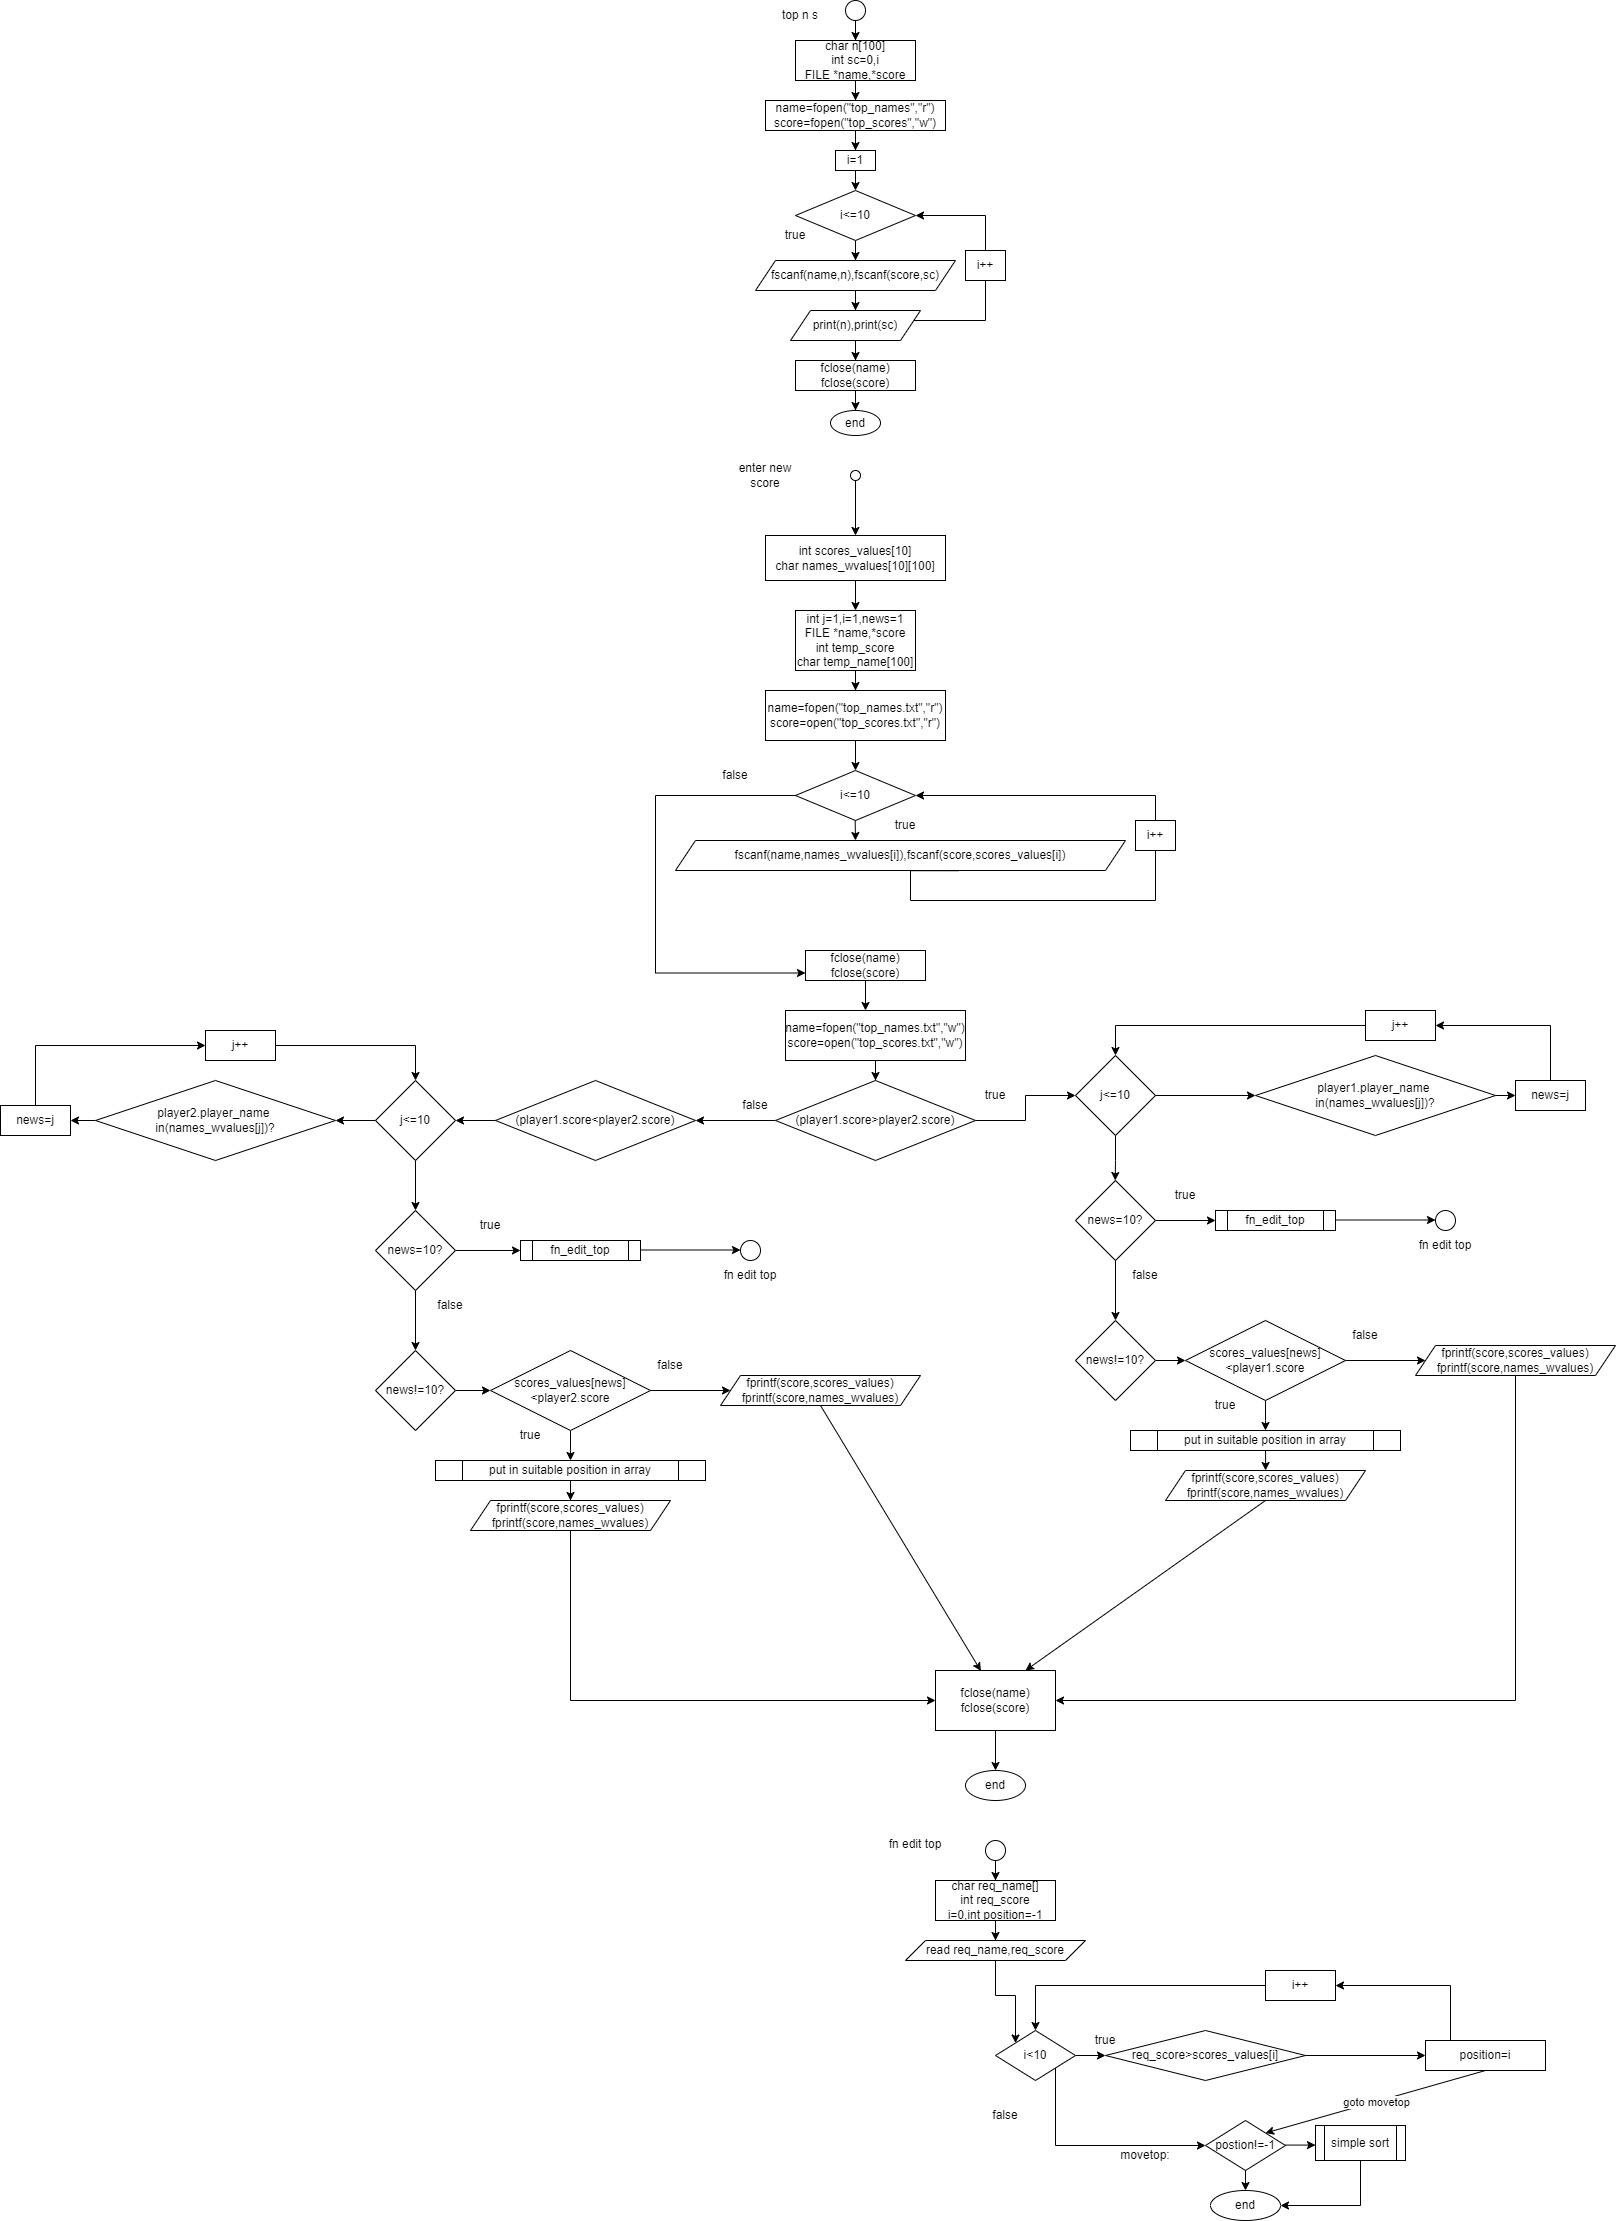 top n s
char n[100]
int sc=0,i
FILE *name,*score
name=fopen("top_names","r")
score=fopen("top_scores","w")
i=1
i<=10
true
fscanf(name,n),fscanf(score,sc)
i++
print(n),print(sc)
fclose(name)
fclose(score)
end
enter new
score
int scores_values[10]
char names_wvalues[10][100]
int j=1,i=1,news=1
FILE *name,*score
int temp_score
char temp_name[100]
name=fopen("top_names.txt","r")
score=open("top_scores.txt","r")
false
i<=10
true
i++
fscanf(name,names_wvalues[i]),fscanf(score,scores_values[i])
fclose(name)
fclose(score)
name=fopen("top_names.txt","w")
score=open("top_scores.txt","w")
j++
j++
news=j
player2.player_name
in(names_wvalues[j])?
j<=10
(player1.score<player2.score)
false
(player1.score>player2.score)
true
j<=10
player1.player_name
in(names_wvalues[j])?
news=j
news=10?
true
fn_edit_top
fn edit top
false
news=10?
true
fn_edit_top
fn edit top
false
news!=10?
scores_values[news]
<player2.score
false
fprintf(score,scores_values)
fprintf(score,names_wvalues)
true
put in suitable position in array
fprintf(score,scores_values)
fprintf(score,names_wvalues)
news!=10?
scores_values[news]
<player1.score
false
fprintf(score,scores_values)
fprintf(score,names_wvalues)
true
put in suitable position in array
fprintf(score,scores_values)
fprintf(score,names_wvalues)
fclose(name)
fclose(score)
end
fn edit top
char req_name[]
int req_score
i=0,int position=-1
read req_name,req_score
i++
i<10
true
req_score>scores_values[i]
position=i
goto movetop
false
movetop:
postion!=-1
simple sort
end